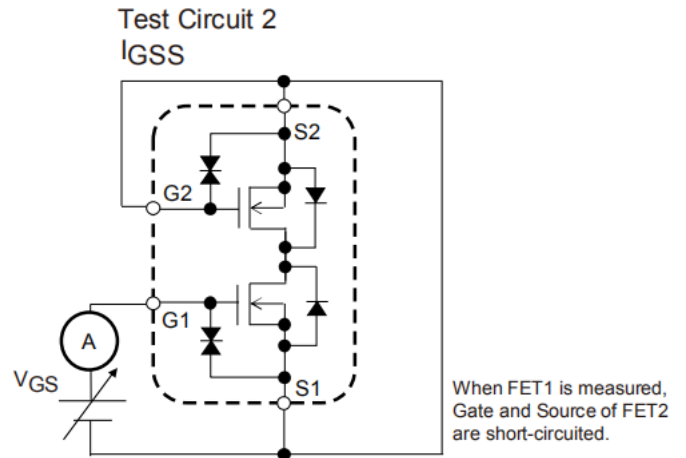 Test Circuit 2
IGSS
S2
G2
G1
A
VGS
S1
When FET1 is measured,
Gate and Source of FET2
are short-circuited.